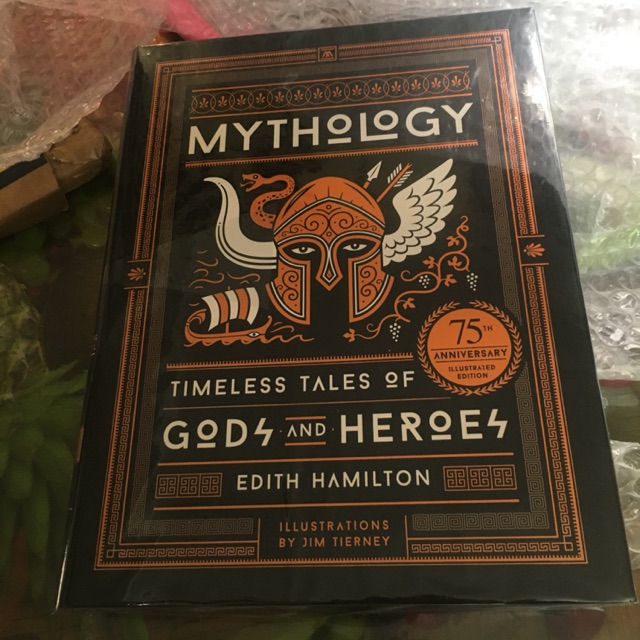 MYTHOLOGY
75TH
ANNIVERSARY
ILLUSTRATED
EDITION
TIMELESS TALES OF
GODS AND HEROES
EDITH HAMILTON
ILLUSTRATIONS
BY JIM TIERNEY